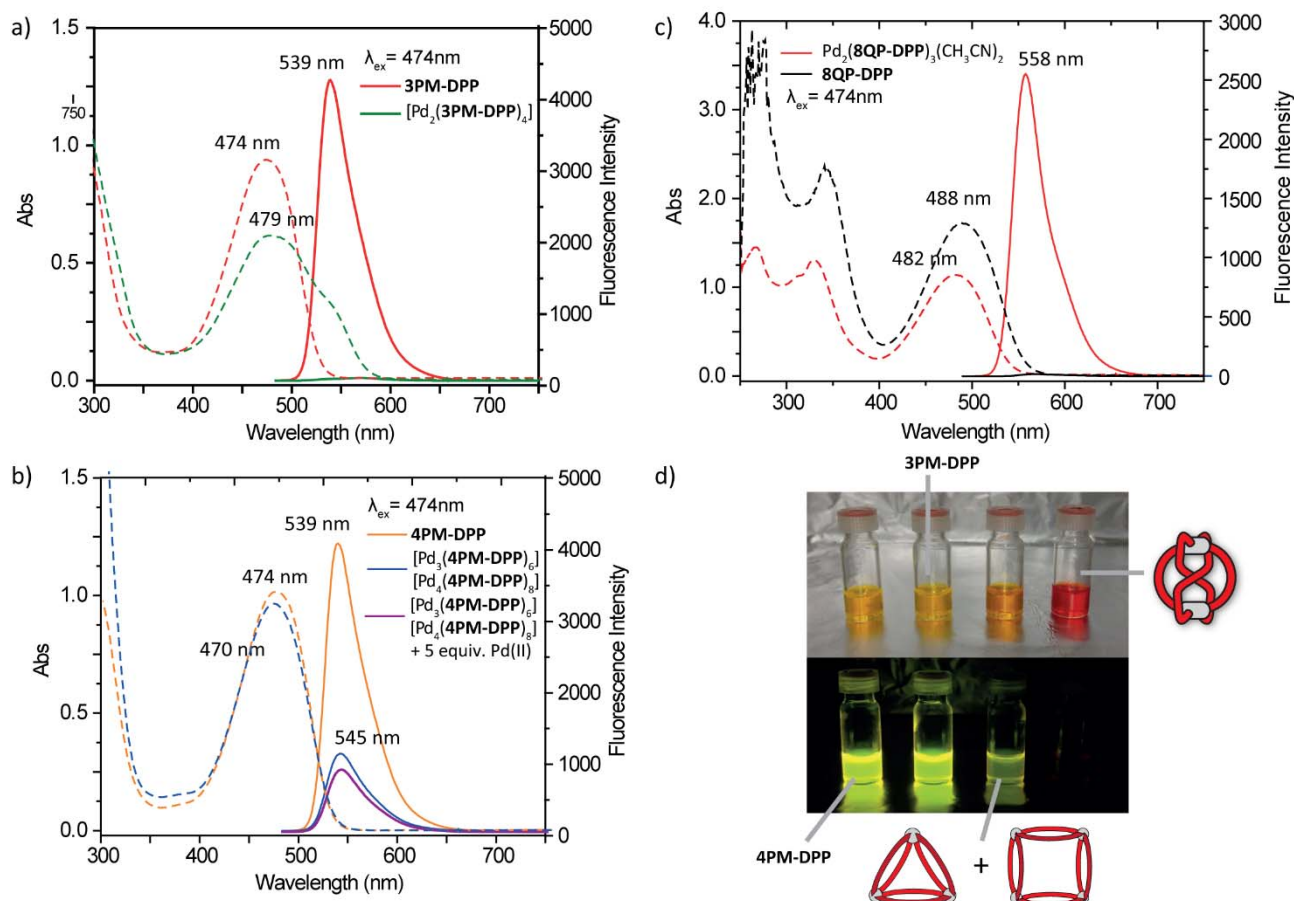 a)
1.5
1.0
0.5
0.0
Abs
750
300
400
500
600
700
Wavelength (nm)
5000
4000
3000
2000
1000
0
Fluorescence Intensity
539 nm
474 nm
479 nm
λex= 474nm
3PM-DPP
[Pd2(3PM-DPP)4]
b)
1.5
1.0
0.5
0.0
Abs
300
400
500
600
700
Wavelength (nm)
5000
4000
3000
2000
1000
0
Fluorescence Intensity
539 nm
474 nm
470 nm
545 nm
λex= 474nm
4PM-DPP
[Pd3(4PM-DPP)6]
[Pd4(4PM-DPP)8]
[Pd3(4PM-DPP)6]
[Pd4(4PM-DPP)8]
+ 5 equiv. Pd(II)
c)
4.0
3.0
2.0
1.0
0.0
Abs
300
400
500
600
700
Wavelength (nm)
3000
2500
2000
1500
1000
500
0
Fluorescence Intensity
Pd2(8QP-DPP)3(CH3CN)2
8QP-DPP
λex= 474nm
558 nm
488 nm
482 nm
d)
3PM-DPP
4PM-DPP
+